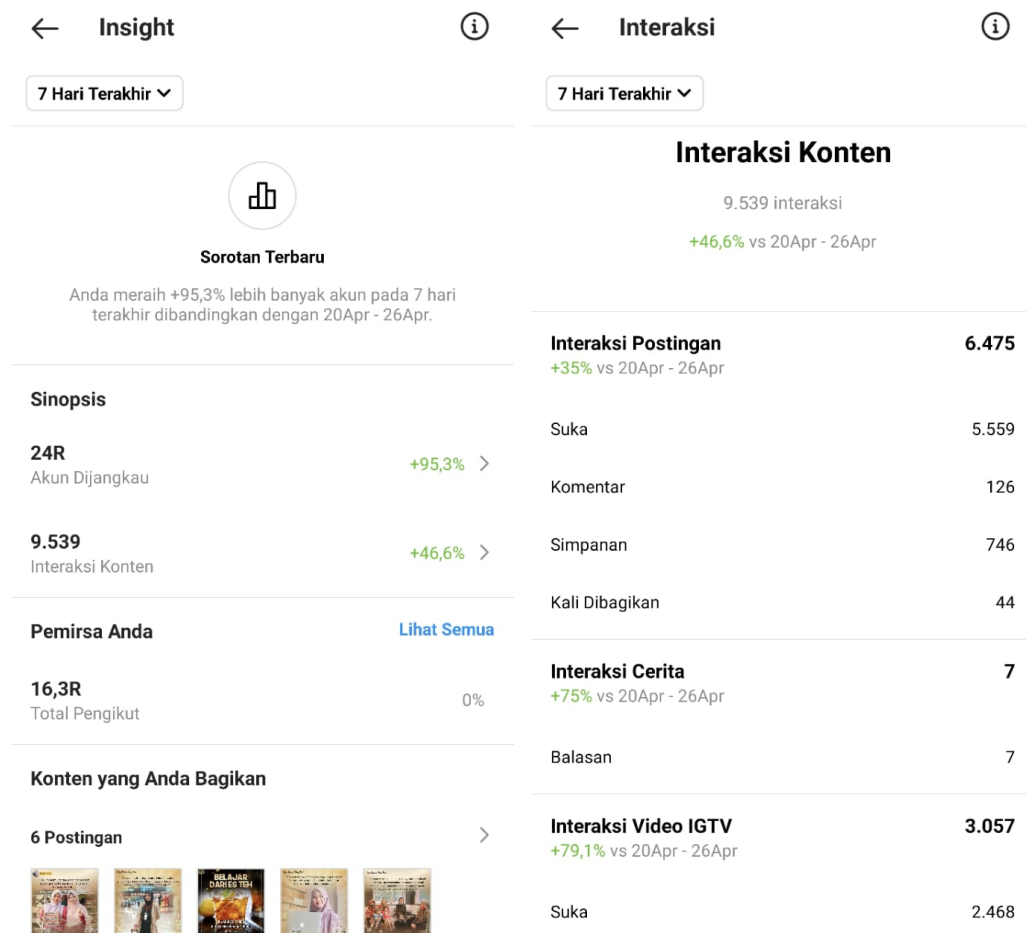 Insight
7 Hari Terakhir
Sorotan Terbaru
Anda meraih +95,3% lebih banyak akun pada 7 hari
terakhir dibandingkan dengan 20Apr - 26Apr.
Sinopsis
24R
Akun Dijangkau
+95,3%
9.539
Interaksi Konten
+46,6%
Pemirsa Anda
Lihat Semua
16,3R
Total Pengikut
0%
Konten yang Anda Bagikan
6 Postingan
BELAJAR
DARI ES TEH
Interaksi
7 Hari Terakhir
Interaksi Konten
9.539 interaksi
+46,6% vs 20Apr - 26Apr
Interaksi Postingan 6.475
+35% vs 20Apr - 26Apr
Suka 5.559
Komentar 126
Simpanan 746
Kali Dibagikan 44
Interaksi Cerita 7
+75% vs 20Apr - 26Apr
Balasan 7
Interaksi Video IGTV 3.057
+79,1% vs 20Apr - 26Apr
Suka 2.468